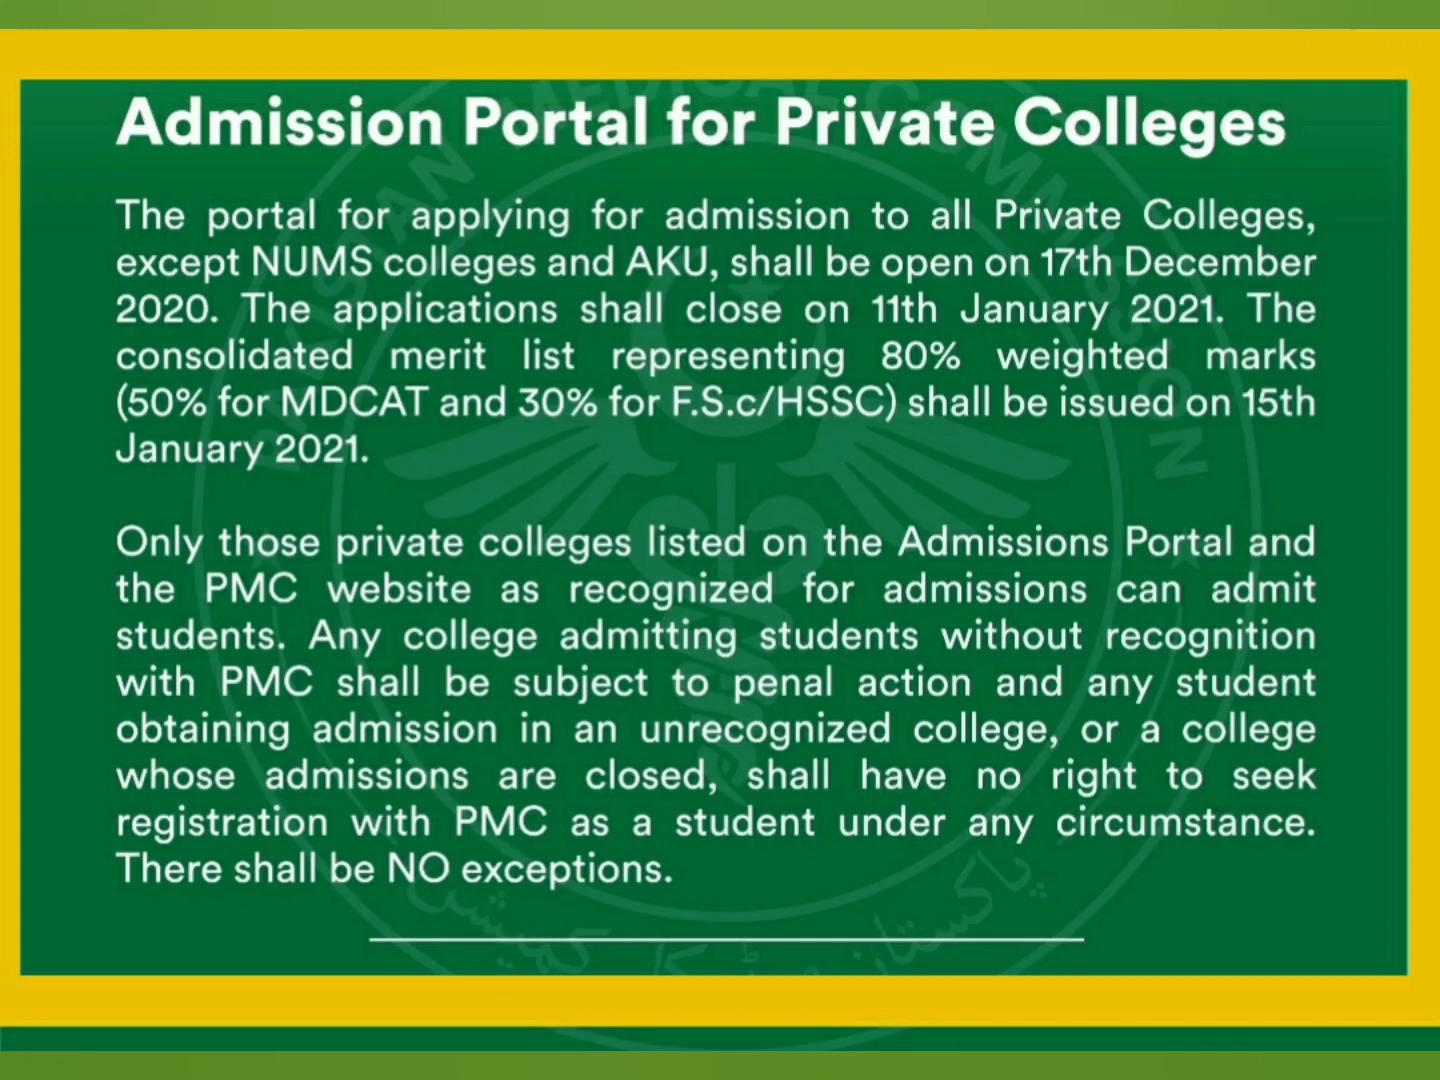 Admission Portal for Private Colleges
The portal for applying for admission to all Private Colleges,
except NUMS colleges and AKU, shall be open on 17th December
2020. The applications shall close on 11th January 2021. The
consolidated merit list representing 80% weighted marks
(50% for MDCAT and 30% for F.S.c/HSSC) shall be issued on 15th
January 2021.
Only those private colleges listed on the Admissions Portal and
the PMC website as recognized for admissions can admit
students. Any college admitting students without recognition
with PMC shall be subject to penal action and any student
obtaining admission in an unrecognized college, or a college
whose admissions are closed, shall have no right to seek
registration with PMC as a student under any circumstance.
There shall be NO exceptions.
PAKISTAN MEDICAL COMMISSION
پاکستان میڈیکل کمیشن